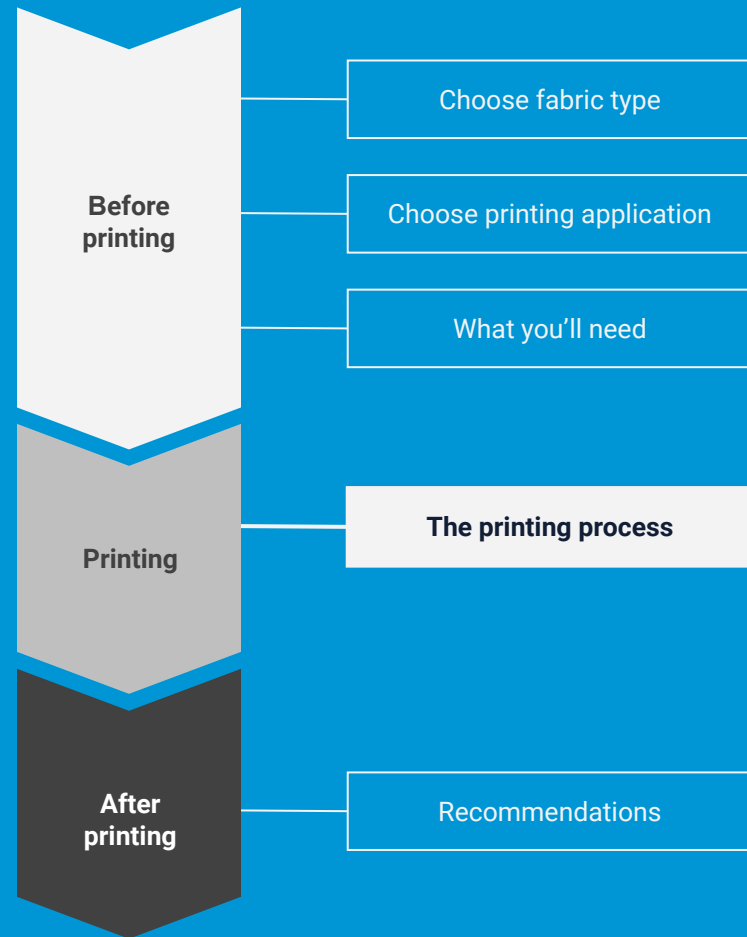 Before
printing
Choose fabric type
Choose printing application
What you’ll need
Printing
The printing process
After
printing
Recommendations